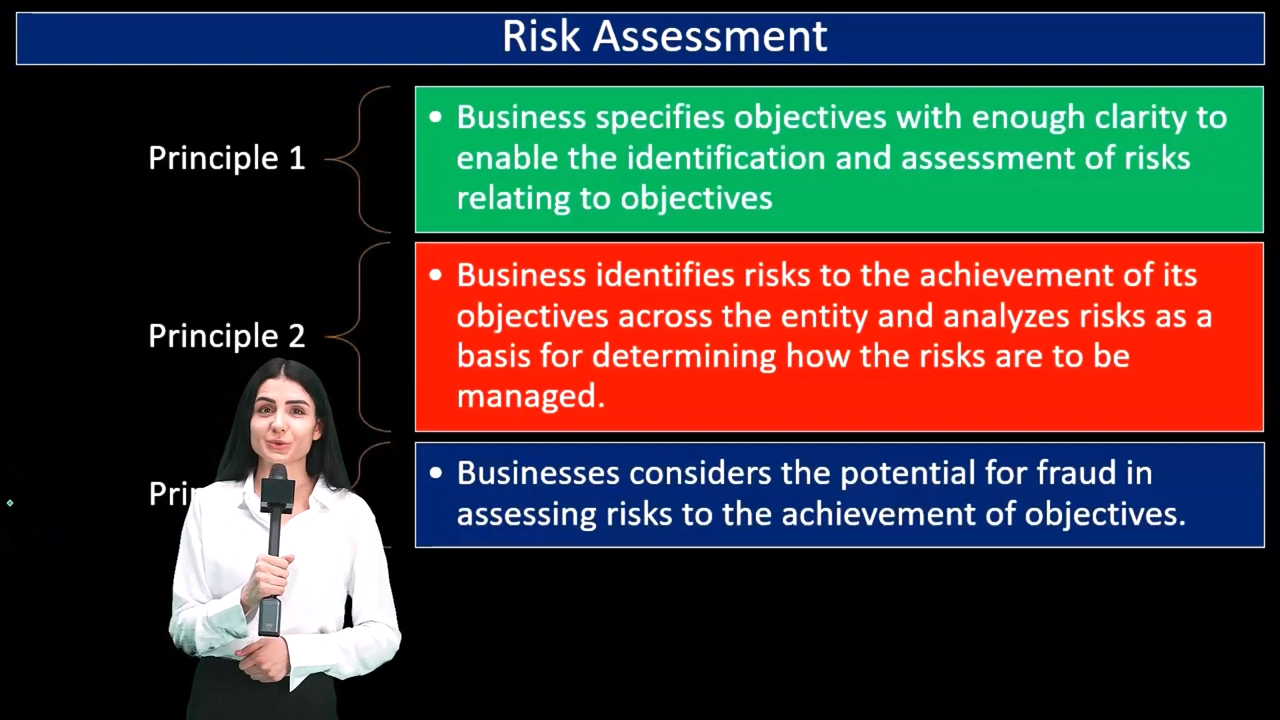 Risk Assessment
Principle 1
• Business specifies objectives with enough clarity to
enable the identification and assessment of risks
relating to objectives
Principle 2
• Business identifies risks to the achievement of its
objectives across the entity and analyzes risks as a
basis for determining how the risks are to be
managed.
• Businesses considers the potential for fraud in
assessing risks to the achievement of objectives.